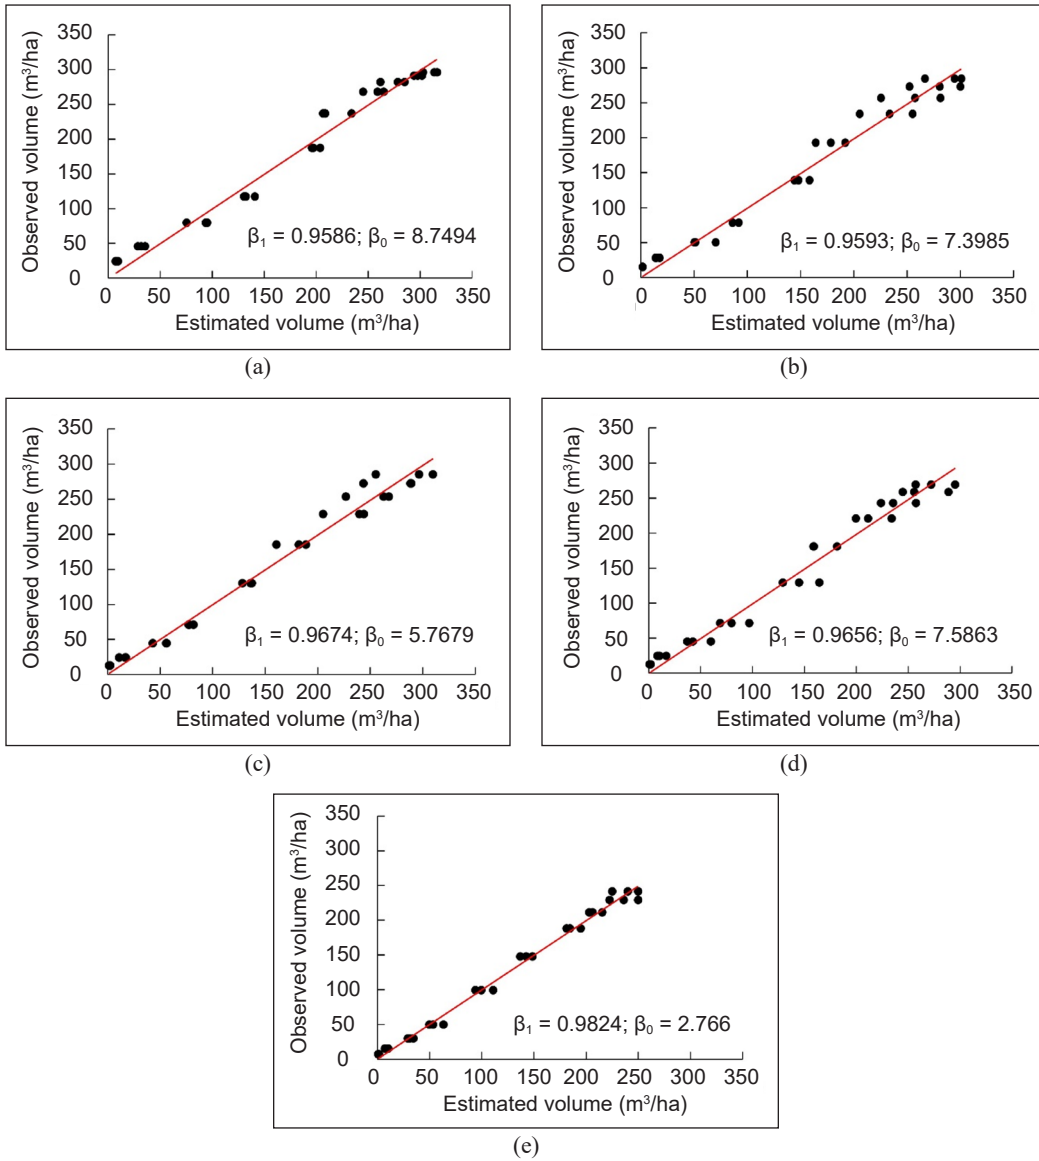 350
300
250
200
150
100
50
0
Observed volume (m³/ha)
β₁ = 0.9586; β₀ = 8.7494
0 50 100 150 200 250 300 350
Estimated volume (m³/ha)
(a)
350
300
250
200
150
100
50
0
Observed volume (m³/ha)
β₁ = 0.9593; β₀ = 7.3985
0 50 100 150 200 250 300 350
Estimated volume (m³/ha)
(b)
350
300
250
200
150
100
50
0
Observed volume (m³/ha)
β₁ = 0.9674; β₀ = 5.7679
0 50 100 150 200 250 300 350
Estimated volume (m³/ha)
(c)
350
300
250
200
150
100
50
0
Observed volume (m³/ha)
β₁ = 0.9656; β₀ = 7.5863
0 50 100 150 200 250 300 350
Estimated volume (m³/ha)
(d)
350
300
250
200
150
100
50
0
Observed volume (m³/ha)
β₁ = 0.9824; β₀ = 2.766
0 50 100 150 200 250 300 350
Estimated volume (m³/ha)
(e)